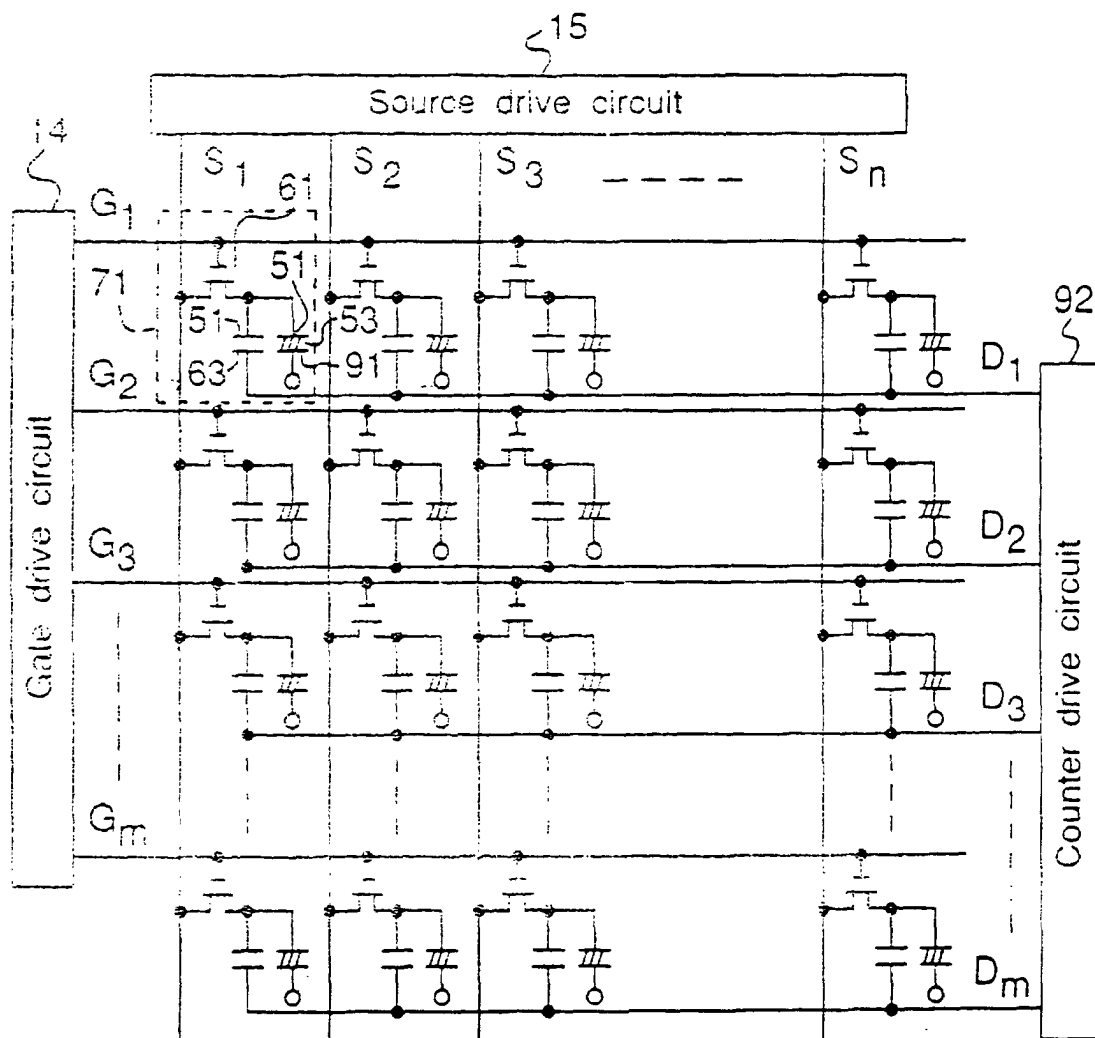 15
Source drive circuit
14
S1 S2 S3 Sn
G1
61
71
51
51
53
63
91
92
G2
D1
Gate drive circuit
G3
D2
D3
Counter drive circuit
Gm
Dm